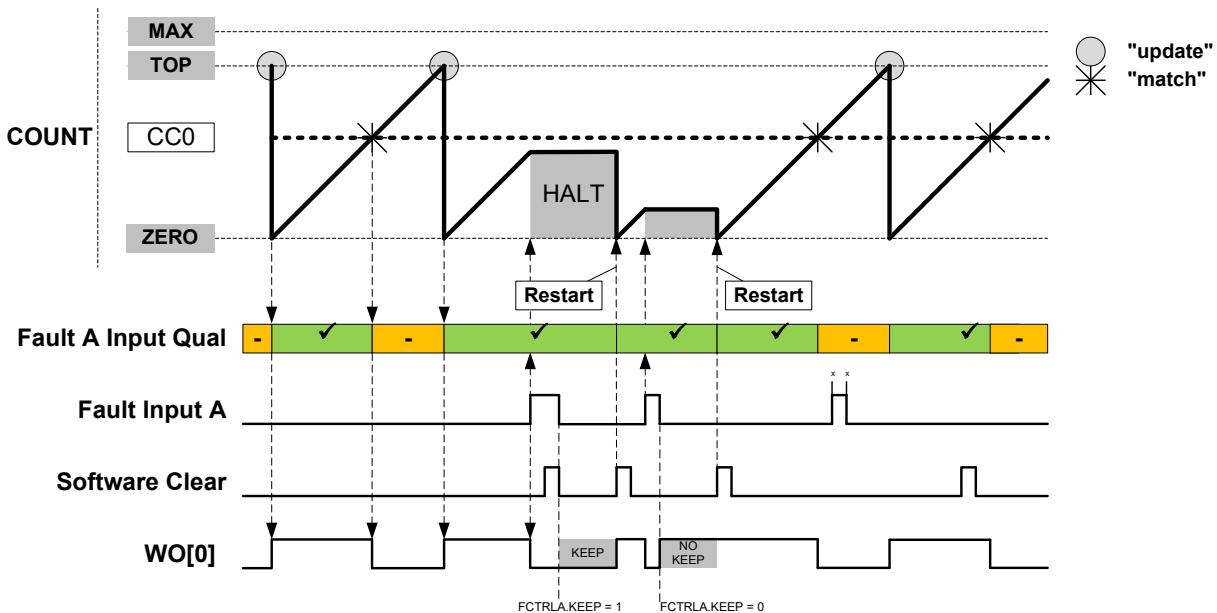 MAX
TOP
"update"
"match"
COUNT
CC0
HALT
ZERO
Restart
Restart
Fault A Input Qual
- ✓ - ✓ ✓ ✓ - ✓ -
x x
Fault Input A
Software Clear
WO[0]
KEEP
NO
KEEP
FCTRLA.KEEP = 1
FCTRLA.KEEP = 0